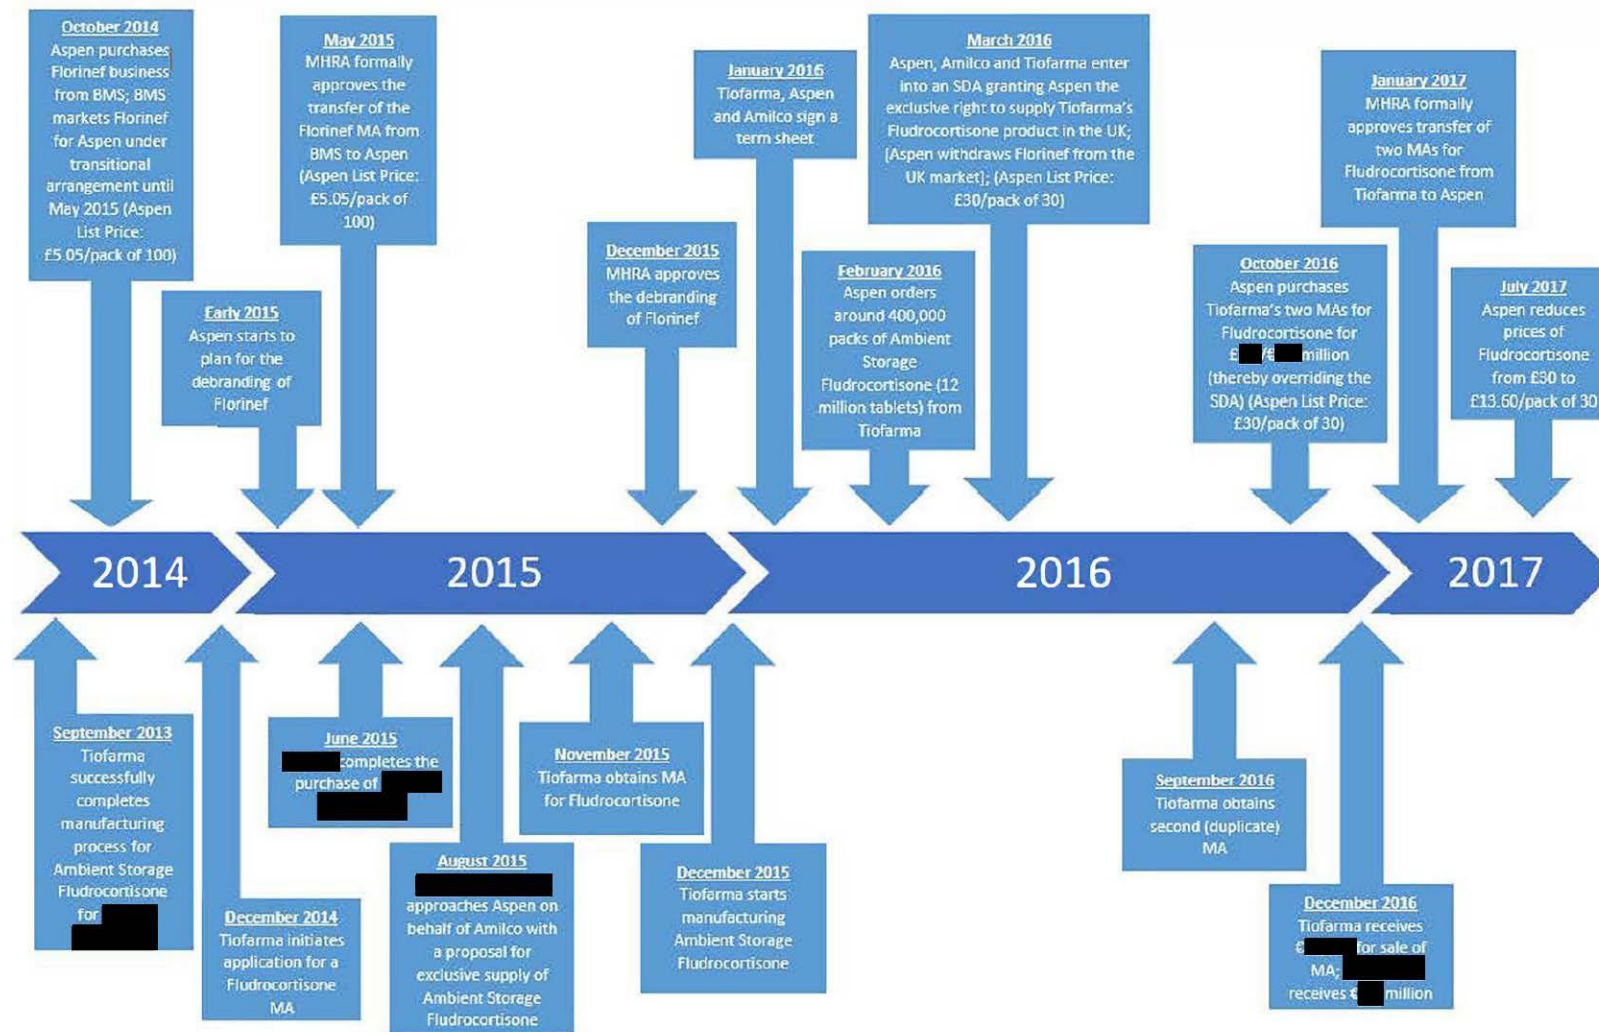 October 2014
Aspen purchases
Florinef business
from BMS; BMS
markets Florinef
for Aspen under
transitional
arrangement until
May 2015 (Aspen
List Price:
£5.05/pack of 100)
Early 2015
Aspen starts to
plan for the
debranding of
Florinef
May 2015
MHRA formally
approves the
transfer of the
Florinef MA from
BMS to Aspen
(Aspen List Price:
£5.05/pack of
100)
December 2015
MHRA approves
the debranding
of Florinef
January 2016
Tiofarma, Aspen
and Amilco sign a
term sheet
February 2016
Aspen orders
around 400,000
packs of Ambient
Storage
Fludrocortisone (12
million tablets) from
Tiofarma
March 2016
Aspen, Amilco and Tiofarma enter
into an SDA granting Aspen the
exclusive right to supply Tiofarma's
Fludrocortisone product in the UK;
[Aspen withdraws Florinef from the
UK market]; (Aspen List Price:
£30/pack of 30)
October 2016
Aspen purchases
Tiofarma's two MAs for
Fludrocortisone for
£ /€ million
(thereby overriding the
SDA) (Aspen List Price:
£30/pack of 30)
January 2017
MHRA formally
approves transfer of
two MAs for
Fludrocortisone from
Tiofarma to Aspen
July 2017
Aspen reduces
prices of
Fludrocortisone
from £30 to
£13.60/pack of 30
2014
2015
2016
2017
September 2013
Tiofarma
successfully
completes
manufacturing
process for
Ambient Storage
Fludrocortisone
for
December 2014
Tiofarma initiates
application for a
Fludrocortisone
MA
June 2015
completes the
purchase of
August 2015
approaches Aspen on
behalf of Amilco with
a proposal for
exclusive supply of
Ambient Storage
Fludrocortisone
November 2015
Tiofarma obtains MA
for Fludrocortisone
December 2015
Tiofarma starts
manufacturing
Ambient Storage
Fludrocortisone
September 2016
Tiofarma obtains
second (duplicate)
MA
December 2016
Tiofarma receives
€ for sale of
MA;
receives € million